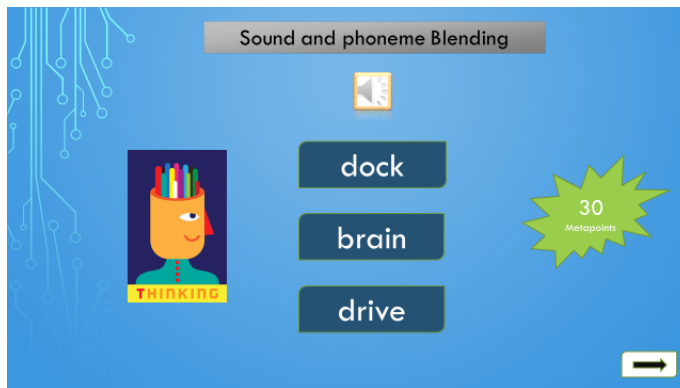 Sound and phoneme Blending
dock
brain
drive
THINKING
30
Metapoints